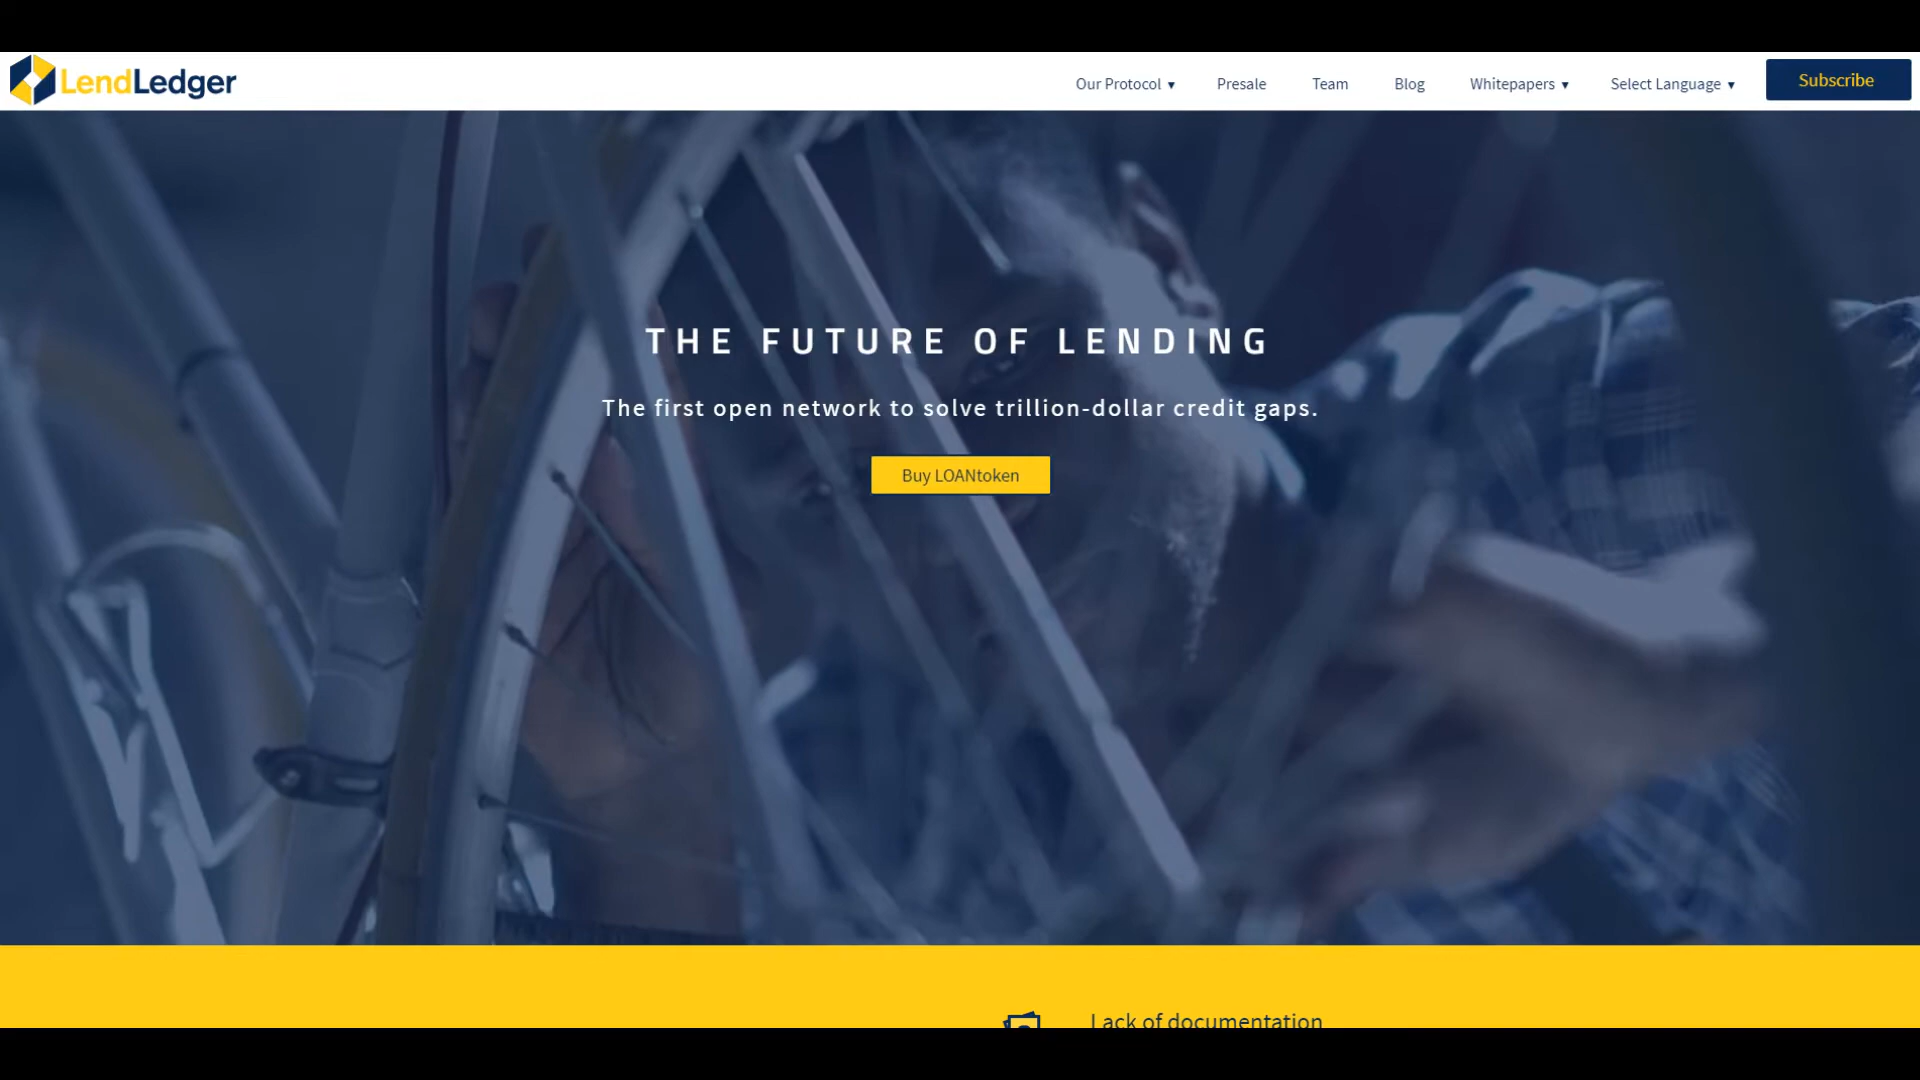 LendLedger
Our Protocol ▼ Presale Team Blog Whitepapers ▼ Select Language ▼ Subscribe
THE FUTURE OF LENDING
The first open network to solve trillion-dollar credit gaps.
Buy LOANtoken
Lack of documentation